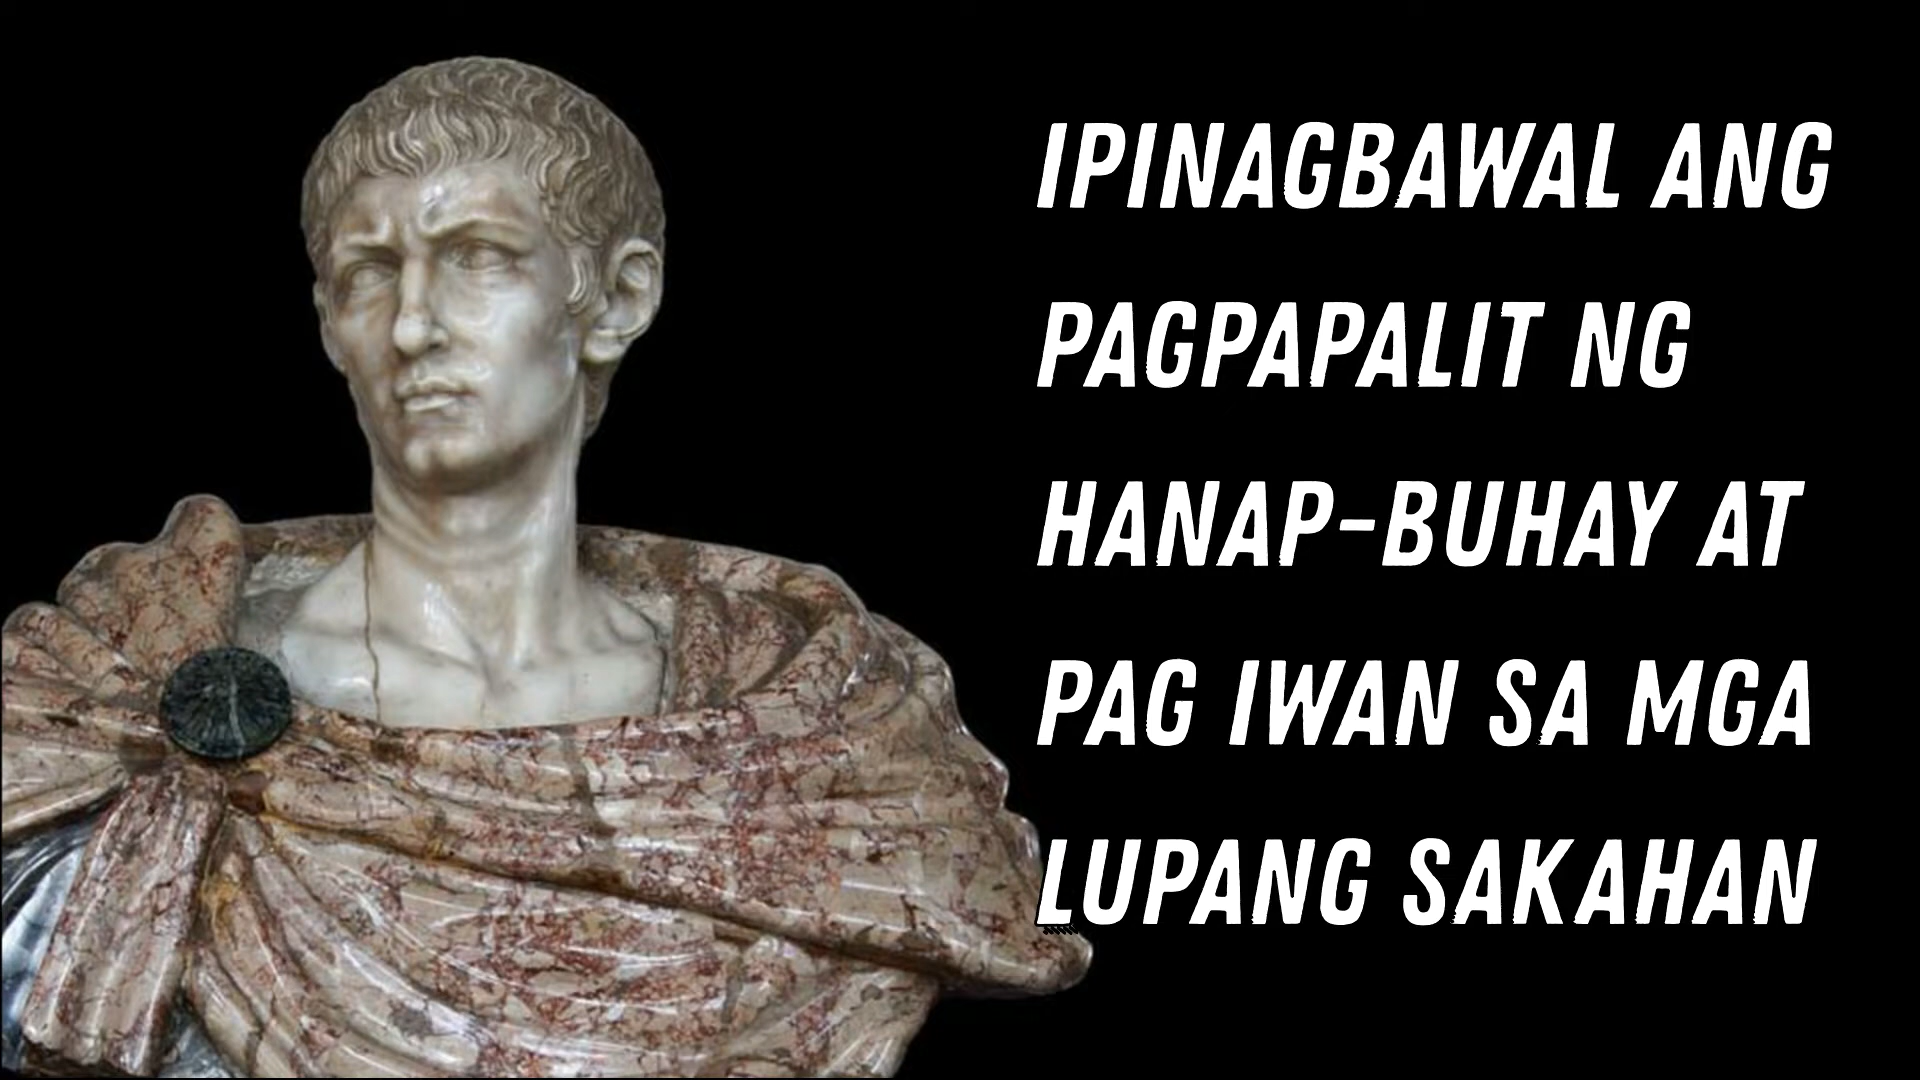 IPINAGBAWAL ANG
PAGPAPALIT NG
HANAP-BUHAY AT
PAG IWAN SA MGA
LUPANG SAKAHAN